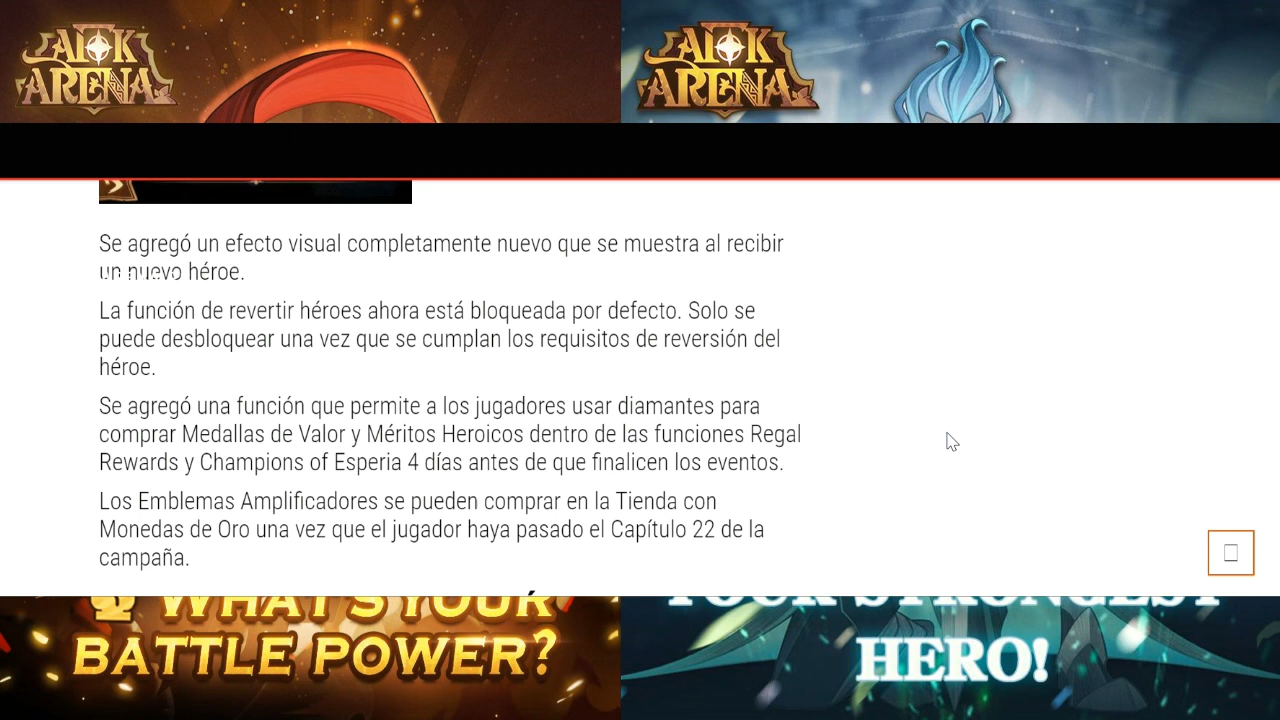 AFK
ARENA
AFK
ARENA
Se agregó un efecto visual completamente nuevo que se muestra al recibir
un nuevo héroe.
La función de revertir héroes ahora está bloqueada por defecto. Solo se
puede desbloquear una vez que se cumplan los requisitos de reversión del
héroe.
Se agregó una función que permite a los jugadores usar diamantes para
comprar Medallas de Valor y Méritos Heroicos dentro de las funciones Regal
Rewards y Champions of Esperia 4 días antes de que finalicen los eventos.
Los Emblemas Amplificadores se pueden comprar en la Tienda con
Monedas de Oro una vez que el jugador haya pasado el Capítulo 22 de la
campaña.
WHAT'S YOUR
BATTLE POWER?
YOUR STRONGEST
HERO!